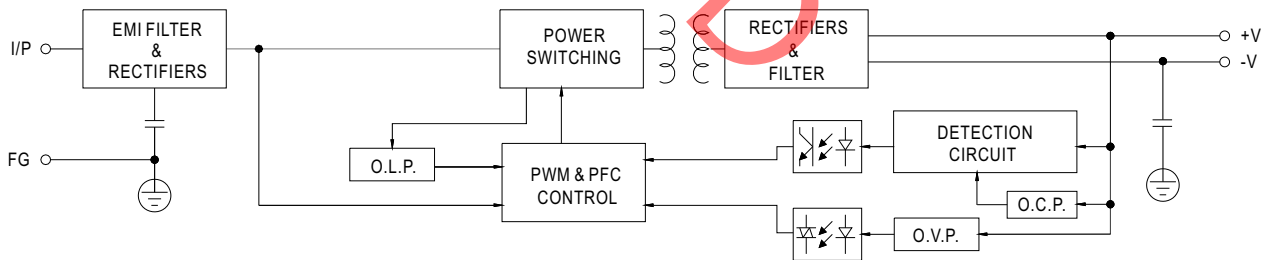 I/P
EMI FILTER
&
RECTIFIERS
POWER
SWITCHING
RECTIFIERS
&
FILTER
+V
-V
FG
O.L.P.
PWM & PFC
CONTROL
DETECTION
CIRCUIT
O.C.P.
O.V.P.